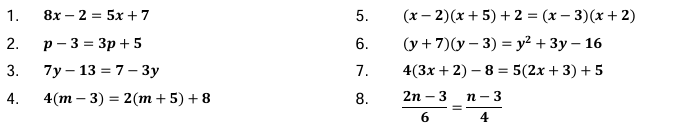 1. 8x − 2 = 5x + 7
2. p − 3 = 3p + 5
3. 7y − 13 = 7 − 3y
4. 4(m − 3) = 2(m + 5) + 8
5. (x − 2)(x + 5) + 2 = (x − 3)(x + 2)
6. (y + 7)(y − 3) = y² + 3y − 16
7. 4(3x + 2) − 8 = 5(2x + 3) + 5
8. (2n − 3)/6 = (n − 3)/4